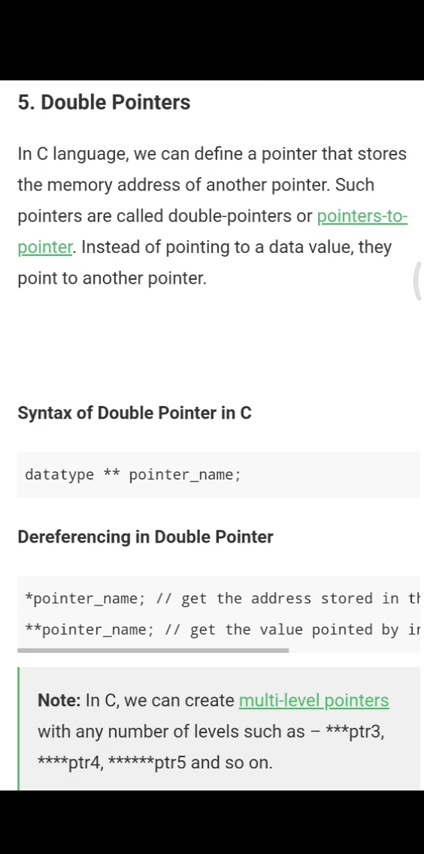 5. Double Pointers
In C language, we can define a pointer that stores
the memory address of another pointer. Such
pointers are called double-pointers or pointers-to-
pointer. Instead of pointing to a data value, they
point to another pointer.
Syntax of Double Pointer in C
datatype ** pointer_name;
Dereferencing in Double Pointer
*pointer_name; // get the address stored in
**pointer_name; // get the value pointed by
Note: In C, we can create multi-level pointers
with any number of levels such as – ***ptr3,
****ptr4, ******ptr5 and so on.